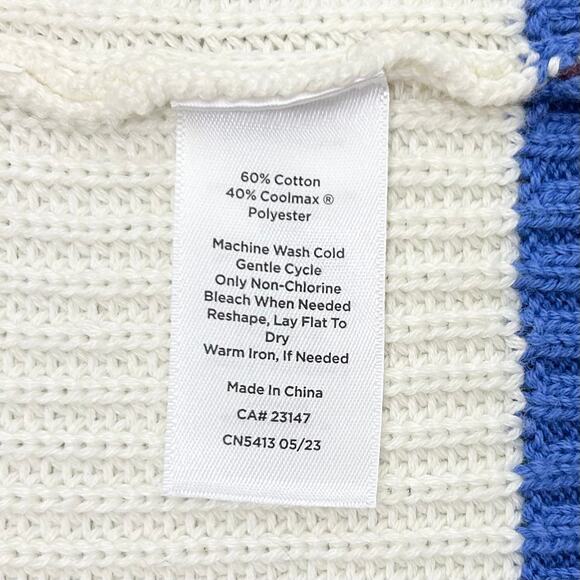 60% Cotton
40% Coolmax ®
Polyester
Machine Wash Cold
Gentle Cycle
Only Non-Chlorine
Bleach When Needed
Reshape, Lay Flat To
Dry
Warm Iron, If Needed
Made In China
CA# 23147
CN5413 05/23